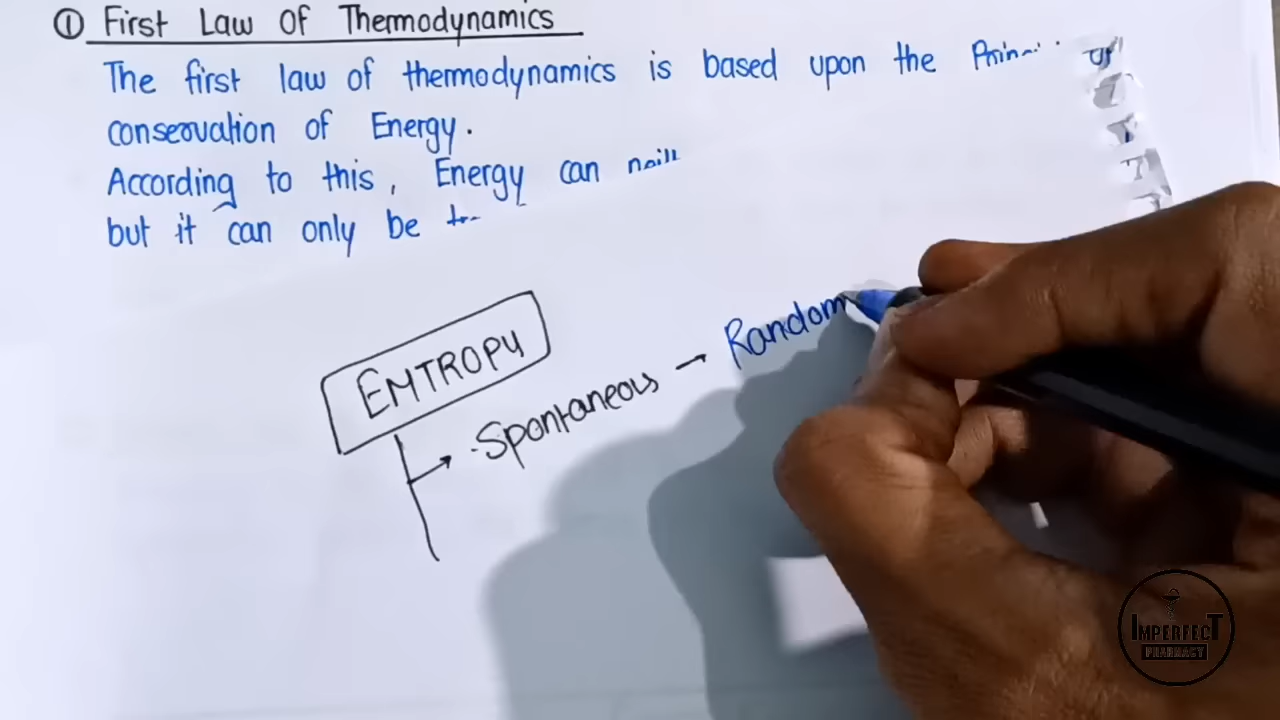 ① First Law Of Thermodynamics
The first law of thermodynamics is based upon the
conservation of Energy.
According to this, Energy can
but it can only be
ENTROPY
Spontaneous → Random
IMPERFECT
PHARMACY